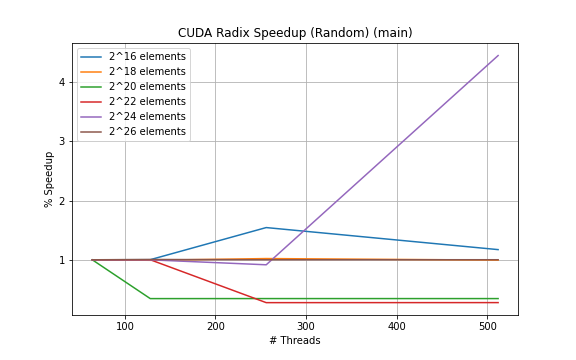 CUDA Radix Speedup (Random) (main)
2^16 elements
2^18 elements
2^20 elements
2^22 elements
2^24 elements
2^26 elements
% Speedup
4
3
2
1
100
200
300
400
500
# Threads